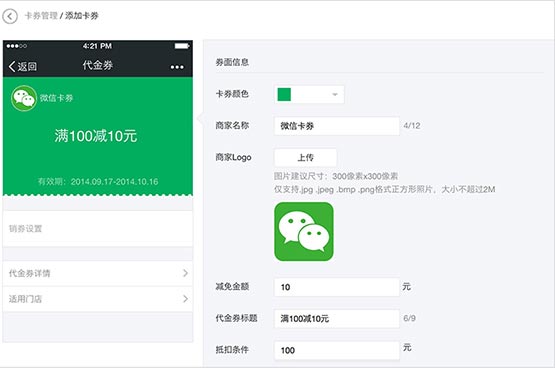 卡券管理 / 添加卡券
4:21 PM
返回
代金券
微信卡券
满100减10元
有效期：2014.09.17-2014.10.16
销券设置
代金券详情
适用门店
券面信息
卡券颜色
商家名称 微信卡券 4/12
商家Logo 上传
图片建议尺寸：300像素x300像素
仅支持.jpg .jpeg .bmp .png格式正方形照片，大小不超过2M
减免金额 10 元
代金券标题 满100减10元 6/9
抵扣条件 100 元